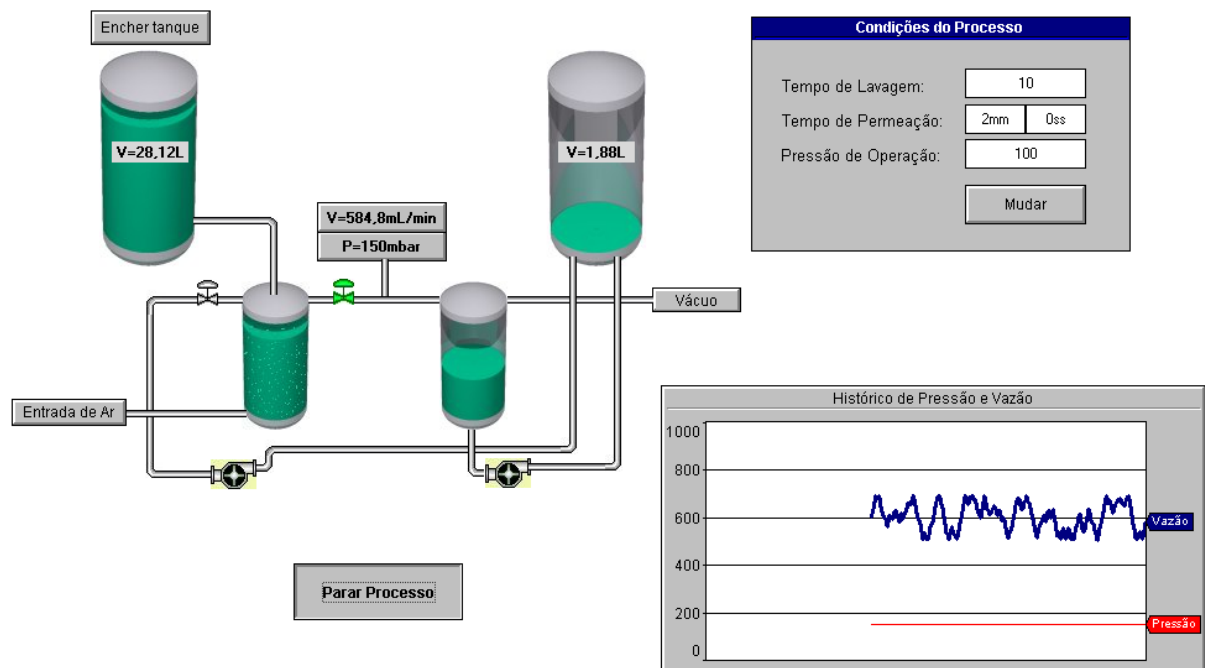 Encher tanque
V=28,12L
V=1,88L
V=584,8mL/min
P=150mbar
Vácuo
Entrada de Ar
Parar Processo
Condições do Processo
Tempo de Lavagem: 10
Tempo de Permeação: 2mm 0ss
Pressão de Operação: 100
Mudar
Histórico de Pressão e Vazão
1000
800
600
400
200
0
Vazão
Pressão